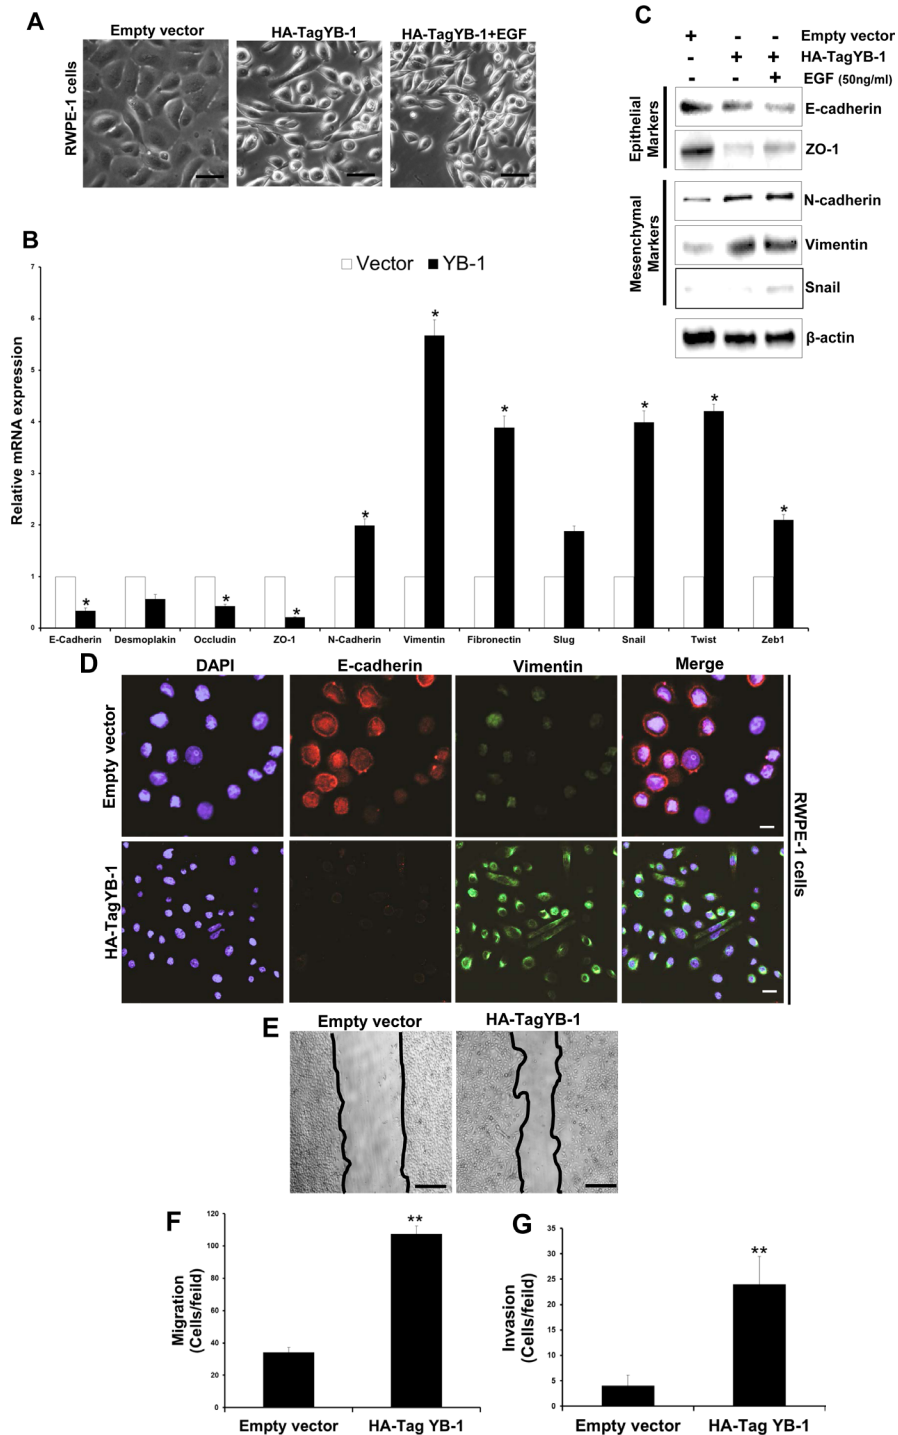 A
Empty vector
HA-TagYB-1
HA-TagYB-1+EGF
RWPE-1 cells
C
+ - - Empty vector
- + + HA-TagYB-1
- - + EGF (50ng/ml)
Epithelial
Markers
E-cadherin
ZO-1
Mesenchymal
Markers
N-cadherin
Vimentin
Snail
β-actin
B
Vector YB-1
Relative mRNA expression
7
6
5
4
3
2
1
0
* * * * * * * * *
E-Cadherin Desmoplakin Occludin ZO-1 N-Cadherin Vimentin Fibronectin Slug Snail Twist Zeb1
D
DAPI E-cadherin Vimentin Merge
Empty vector
HA-TagYB-1
RWPE-1 cells
E
Empty vector
HA-TagYB-1
F
Migration
(Cells/feild)
120
100
80
60
40
20
0
**
Empty vector HA-Tag YB-1
G
Invasion
(Cells/feild)
35
30
25
20
15
10
5
0
**
Empty vector HA-Tag YB-1